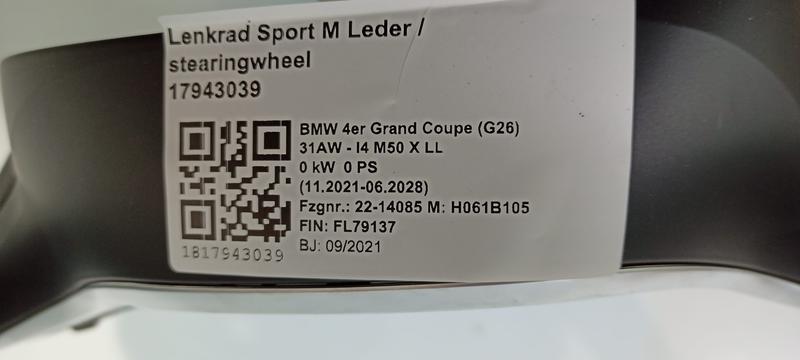 Lenkrad Sport M Leder /
stearingwheel
17943039
BMW 4er Grand Coupe (G26)
31AW - I4 M50 X LL
0 kW 0 PS
(11.2021-06.2028)
Fzgnr.: 22-14085 M: H061B105
FIN: FL79137
BJ: 09/2021
1817943039